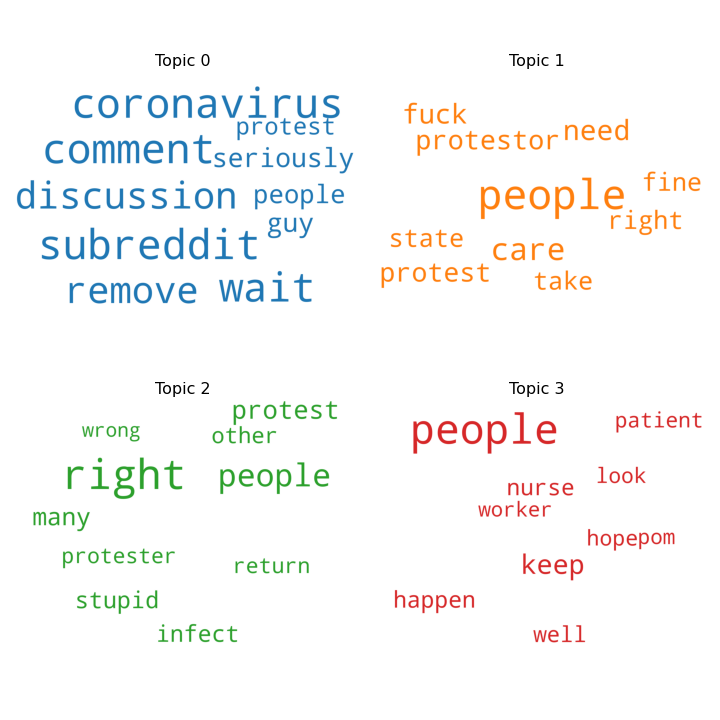 Topic 0
coronavirus
protest
comment
seriously
discussion
people
guy
subreddit
remove
wait
Topic 1
fuck
protestor
need
people
fine
right
state
care
protest
take
Topic 2
protest
wrong
other
right
people
many
protester
return
stupid
infect
Topic 3
people
patient
look
nurse
worker
hope
pom
keep
happen
well